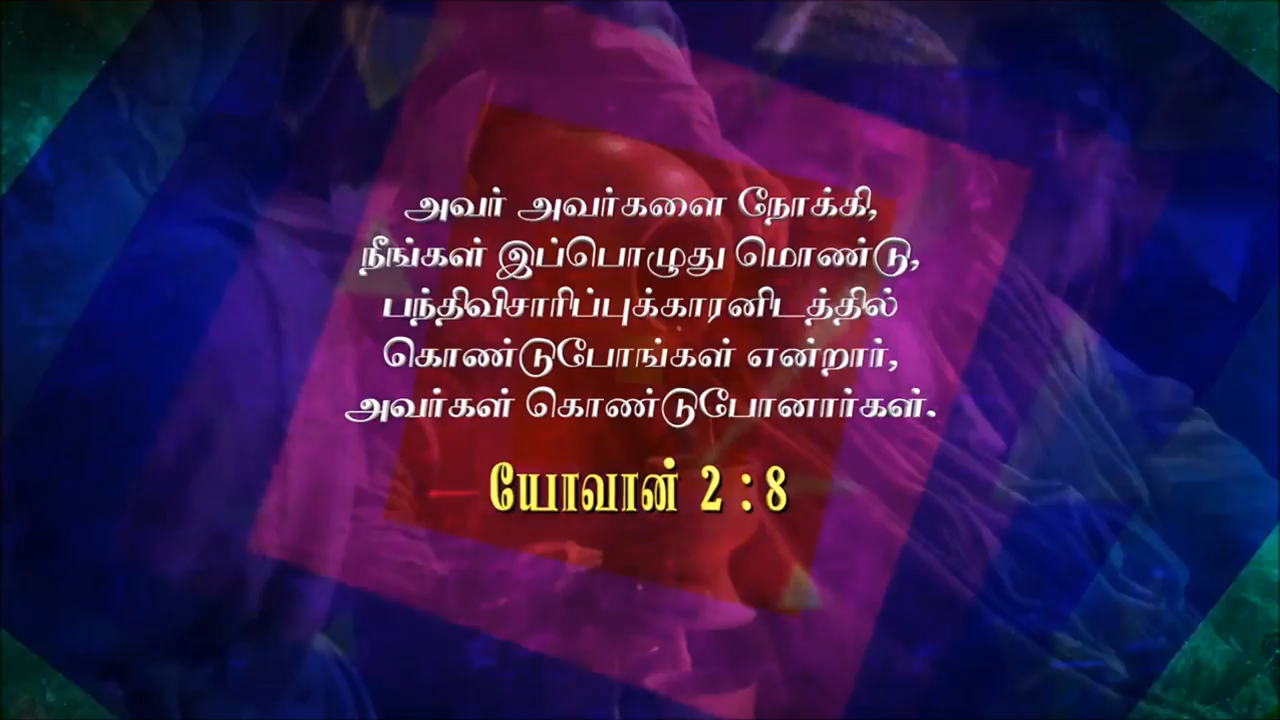 அவர் அவர்களை நோக்கி,
நீங்கள் இப்பொழுது மொண்டு,
பந்திவிசாரிப்புக்காரனிடத்தில்
கொண்டுபோங்கள் என்றார்,
அவர்கள் கொண்டுபோனார்கள்.
யோவான் 2 : 8